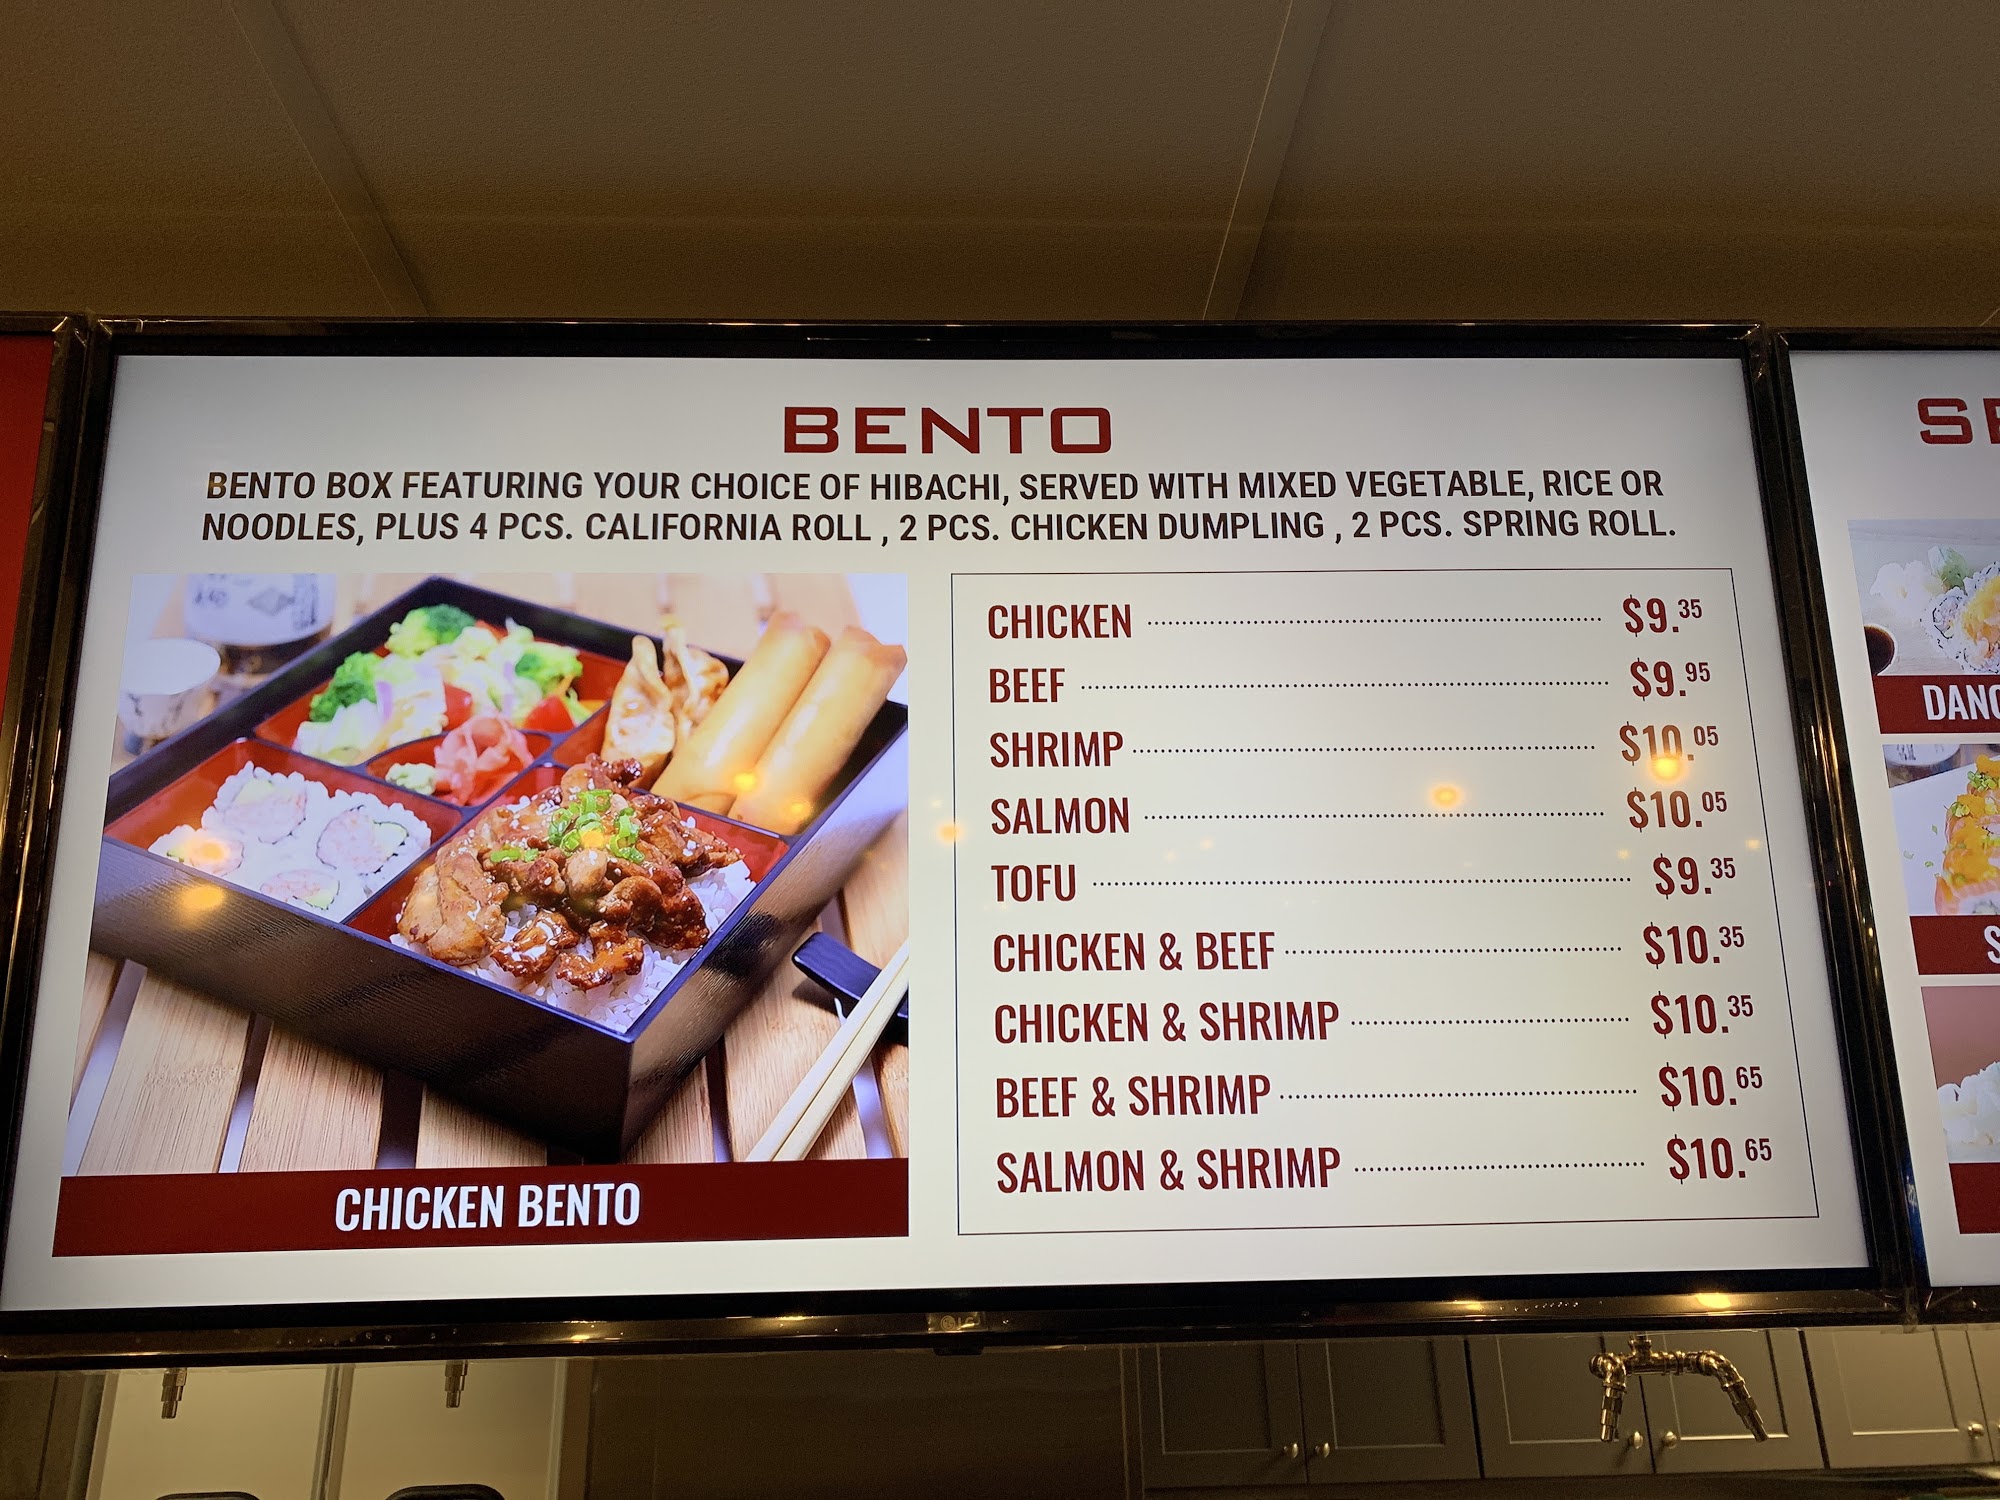 BENTO
BENTO BOX FEATURING YOUR CHOICE OF HIBACHI, SERVED WITH MIXED VEGETABLE, RICE OR
NOODLES, PLUS 4 PCS. CALIFORNIA ROLL , 2 PCS. CHICKEN DUMPLING , 2 PCS. SPRING ROLL.
CHICKEN $9.35
BEEF $9.95
SHRIMP $10.05
SALMON $10.05
TOFU $9.35
CHICKEN & BEEF $10.35
CHICKEN & SHRIMP $10.35
BEEF & SHRIMP $10.65
SALMON & SHRIMP $10.65
CHICKEN BENTO
LG